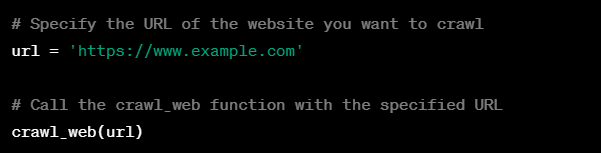 # Specify the URL of the website you want to crawl
url = 'https://www.example.com'
# Call the crawl_web function with the specified URL
crawl_web(url)